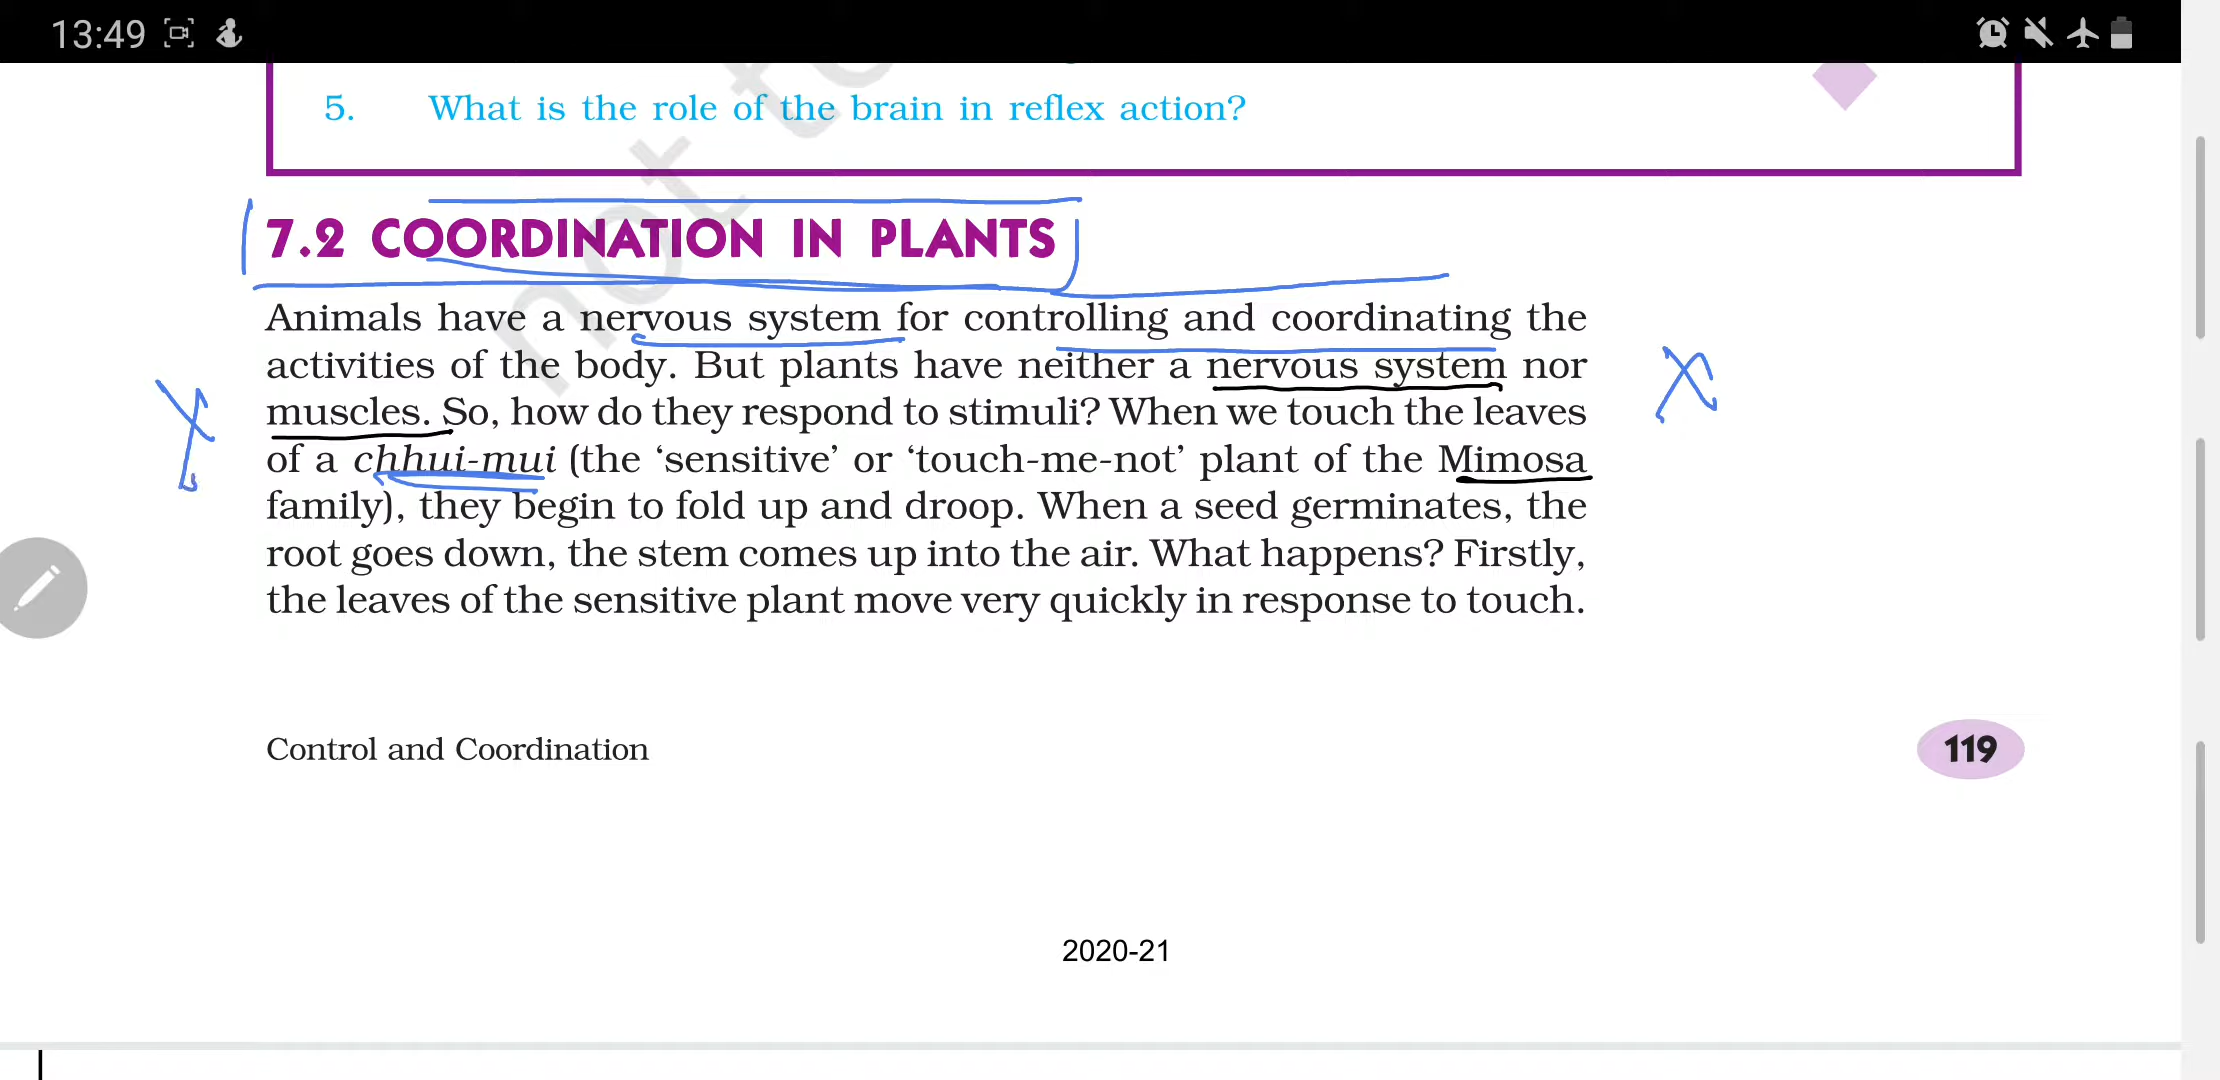 13:49
5. What is the role of the brain in reflex action?
7.2 COORDINATION IN PLANTS
Animals have a nervous system for controlling and coordinating the
activities of the body. But plants have neither a nervous system nor
muscles. So, how do they respond to stimuli? When we touch the leaves
of a chhui-mui (the ‘sensitive’ or ‘touch-me-not’ plant of the Mimosa
family), they begin to fold up and droop. When a seed germinates, the
root goes down, the stem comes up into the air. What happens? Firstly,
the leaves of the sensitive plant move very quickly in response to touch.
Control and Coordination
119
2020-21